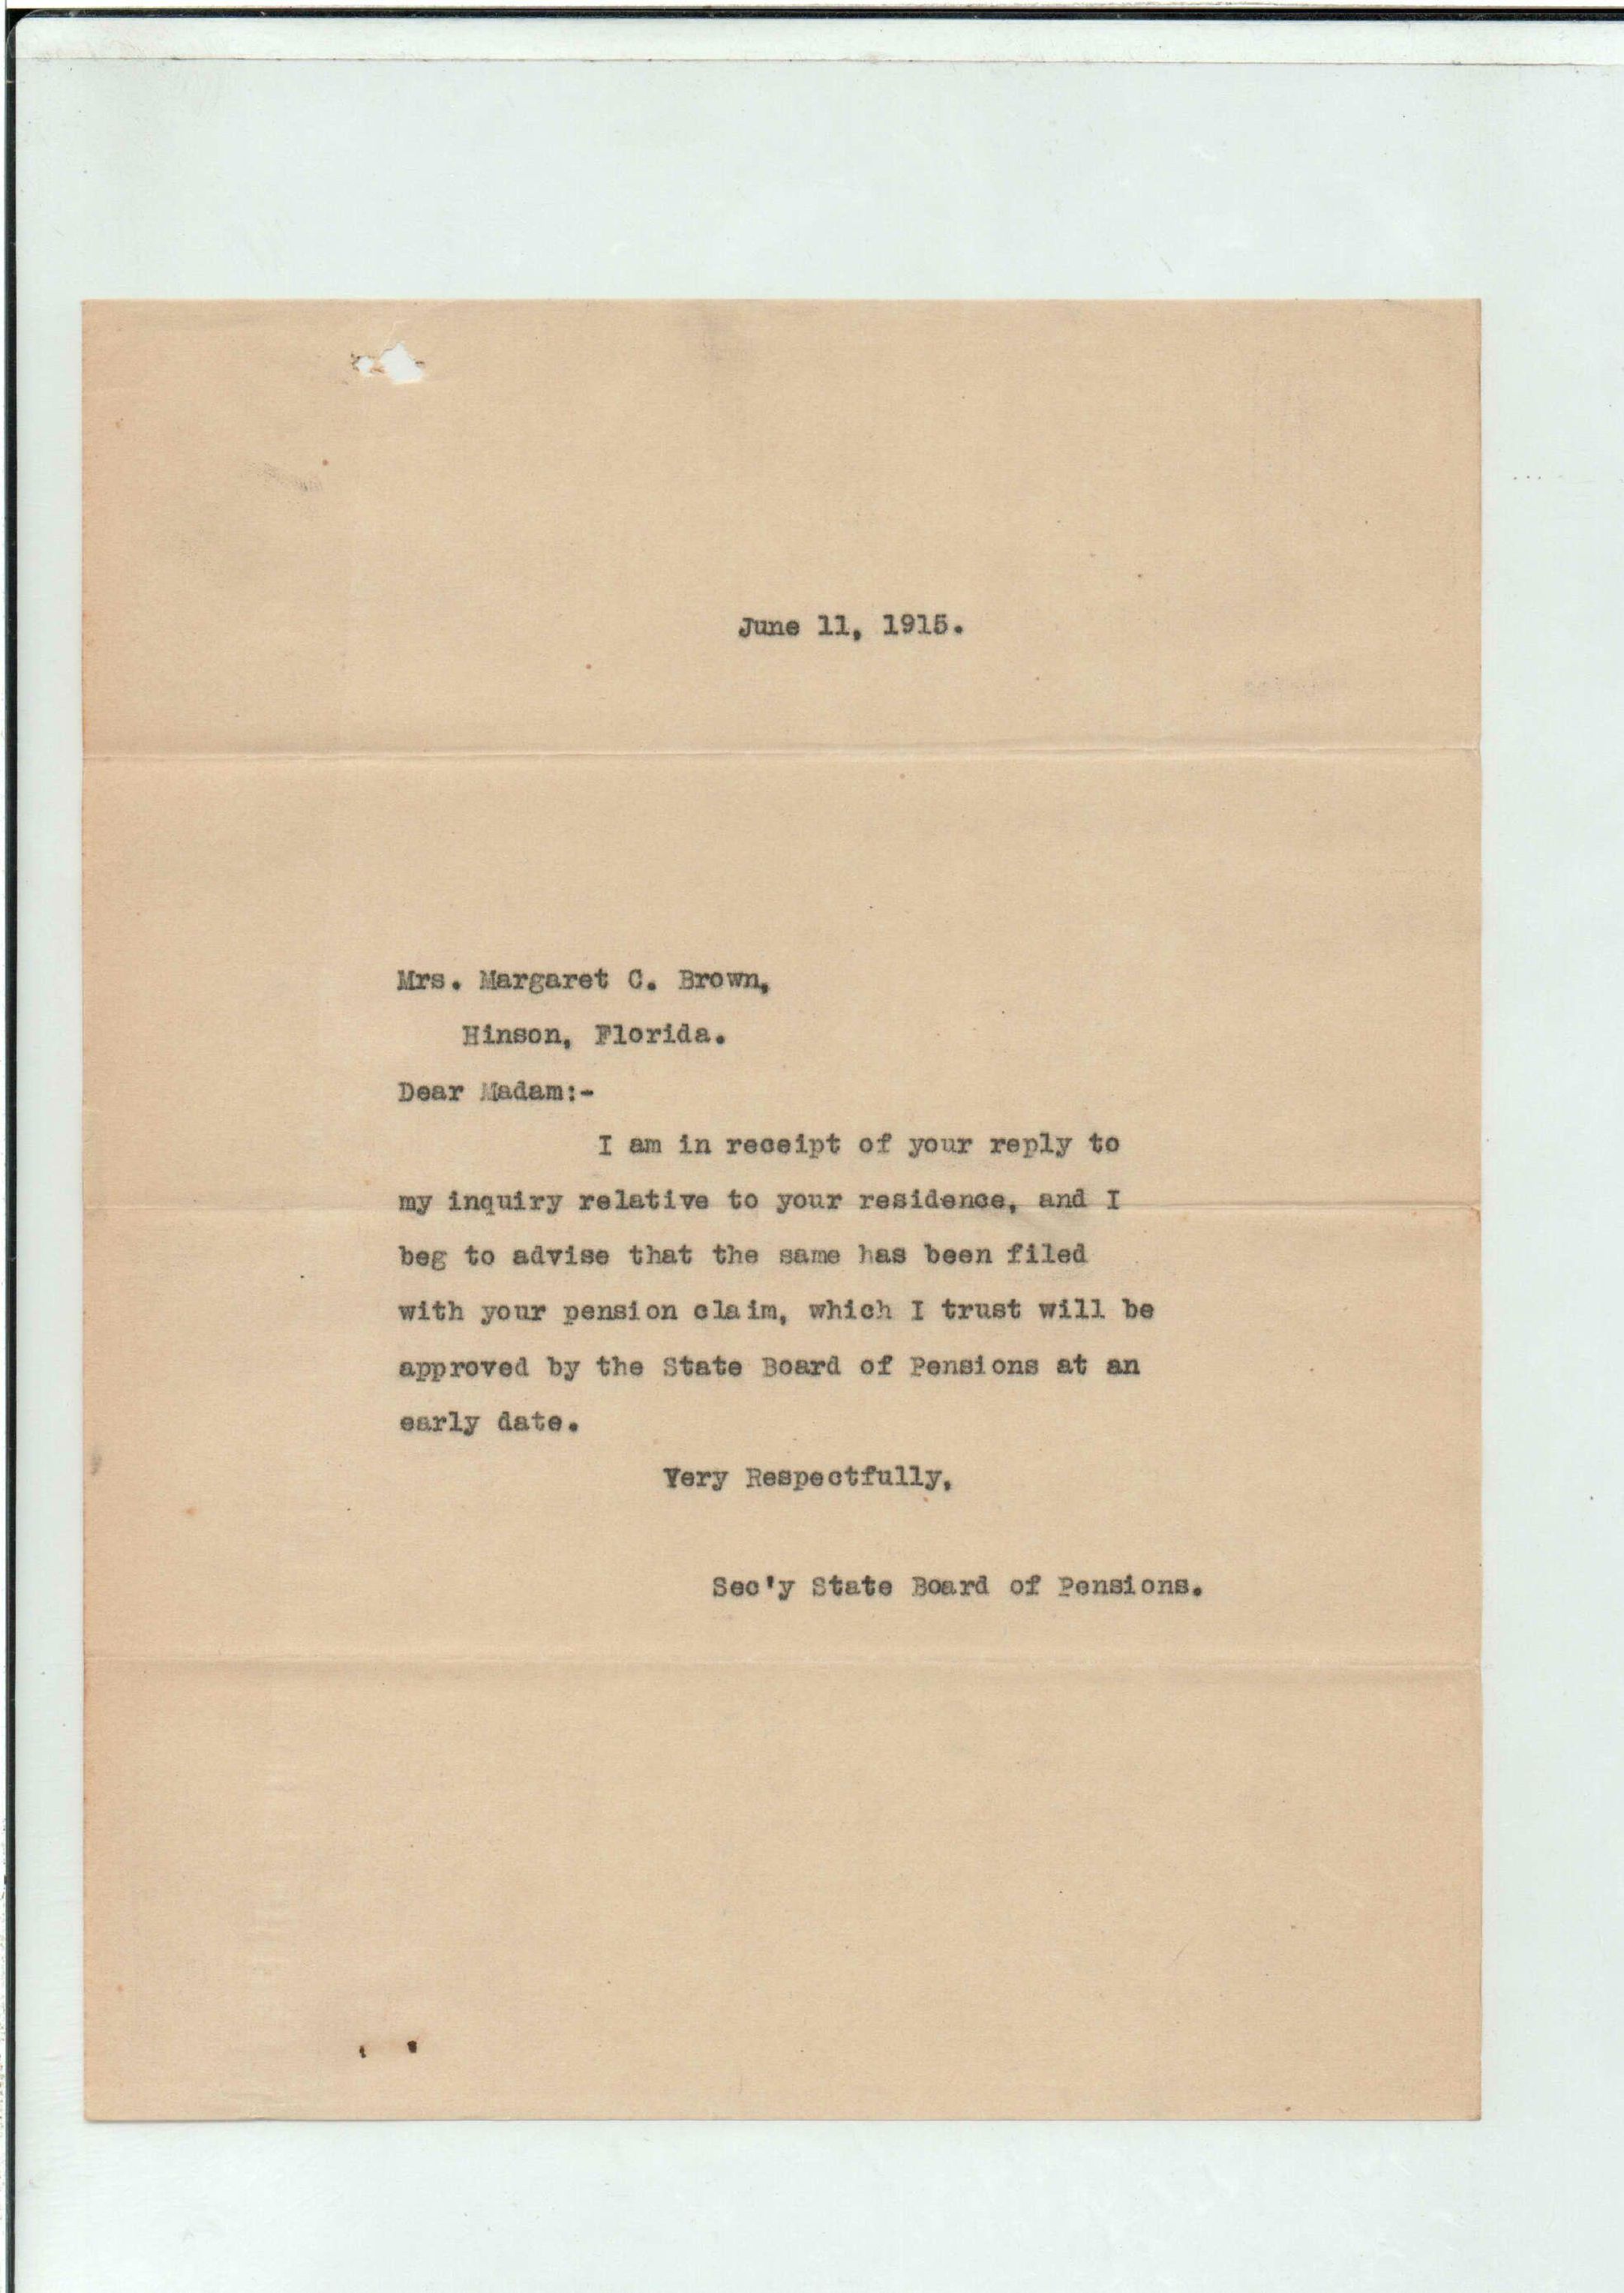 June 11, 1915.
Mrs. Margaret C. Brown,
Hinson, Florida.
Dear Madam:-
I am in receipt of your reply to
my inquiry relative to your residence, and I
beg to advise that the same has been filed
with your pension claim, which I trust will be
approved by the State Board of Pensions at an
early date.
Very Respectfully,
Sec'y State Board of Pensions.